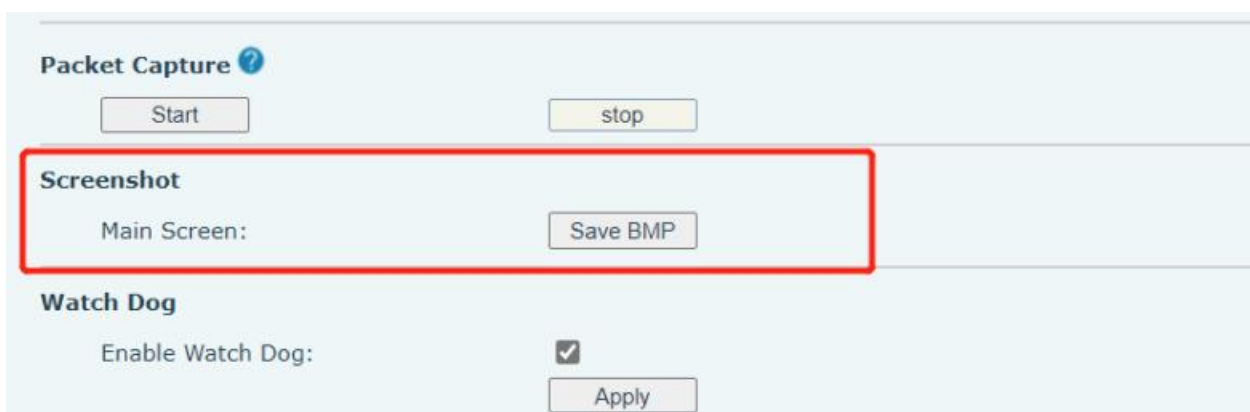 Packet Capture ?
Start stop
Screenshot
Main Screen: Save BMP
Watch Dog
Enable Watch Dog:
Apply